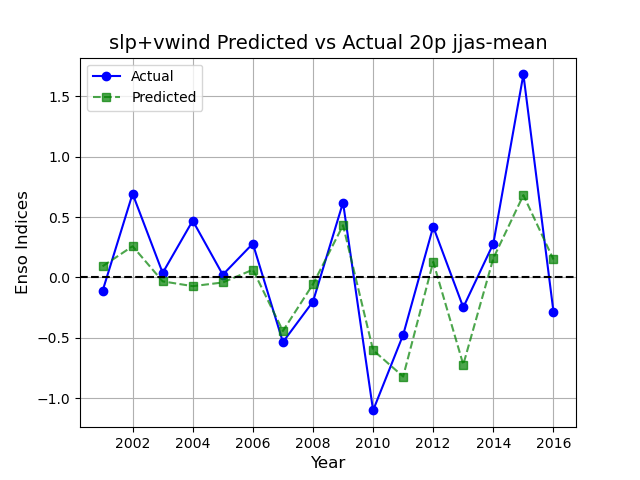 slp+vwind Predicted vs Actual 20p jjas-mean
Actual
Predicted
Enso Indices
1.5
1.0
0.5
0.0
−0.5
−1.0
2002 2004 2006 2008 2010 2012 2014 2016
Year